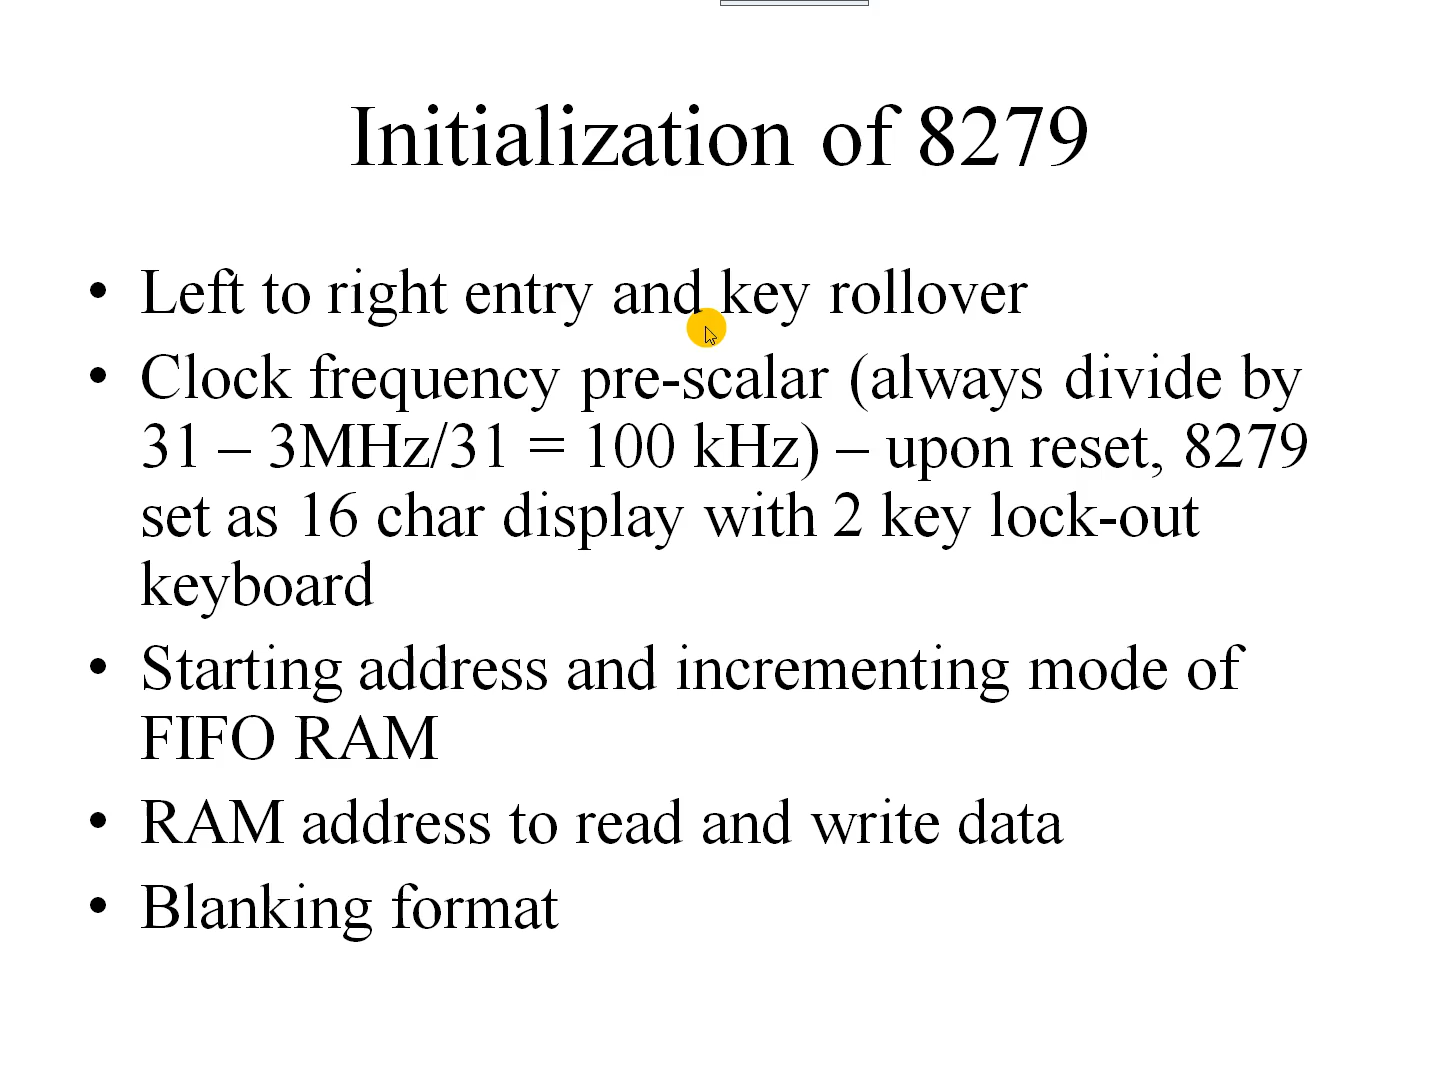 Initialization of 8279
• Left to right entry and key rollover
• Clock frequency pre-scalar (always divide by
31 – 3MHz/31 = 100 kHz) – upon reset, 8279
set as 16 char display with 2 key lock-out
keyboard
• Starting address and incrementing mode of
FIFO RAM
• RAM address to read and write data
• Blanking format